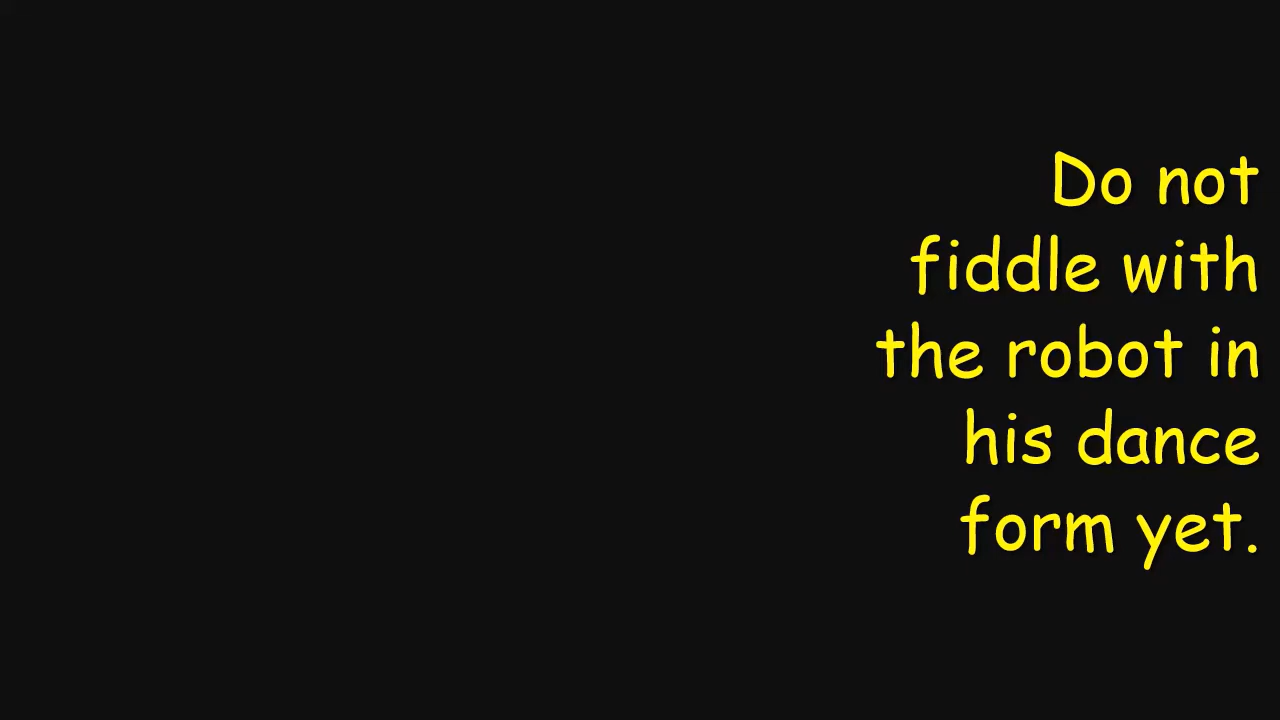 Do not
fiddle with
the robot in
his dance
form yet.